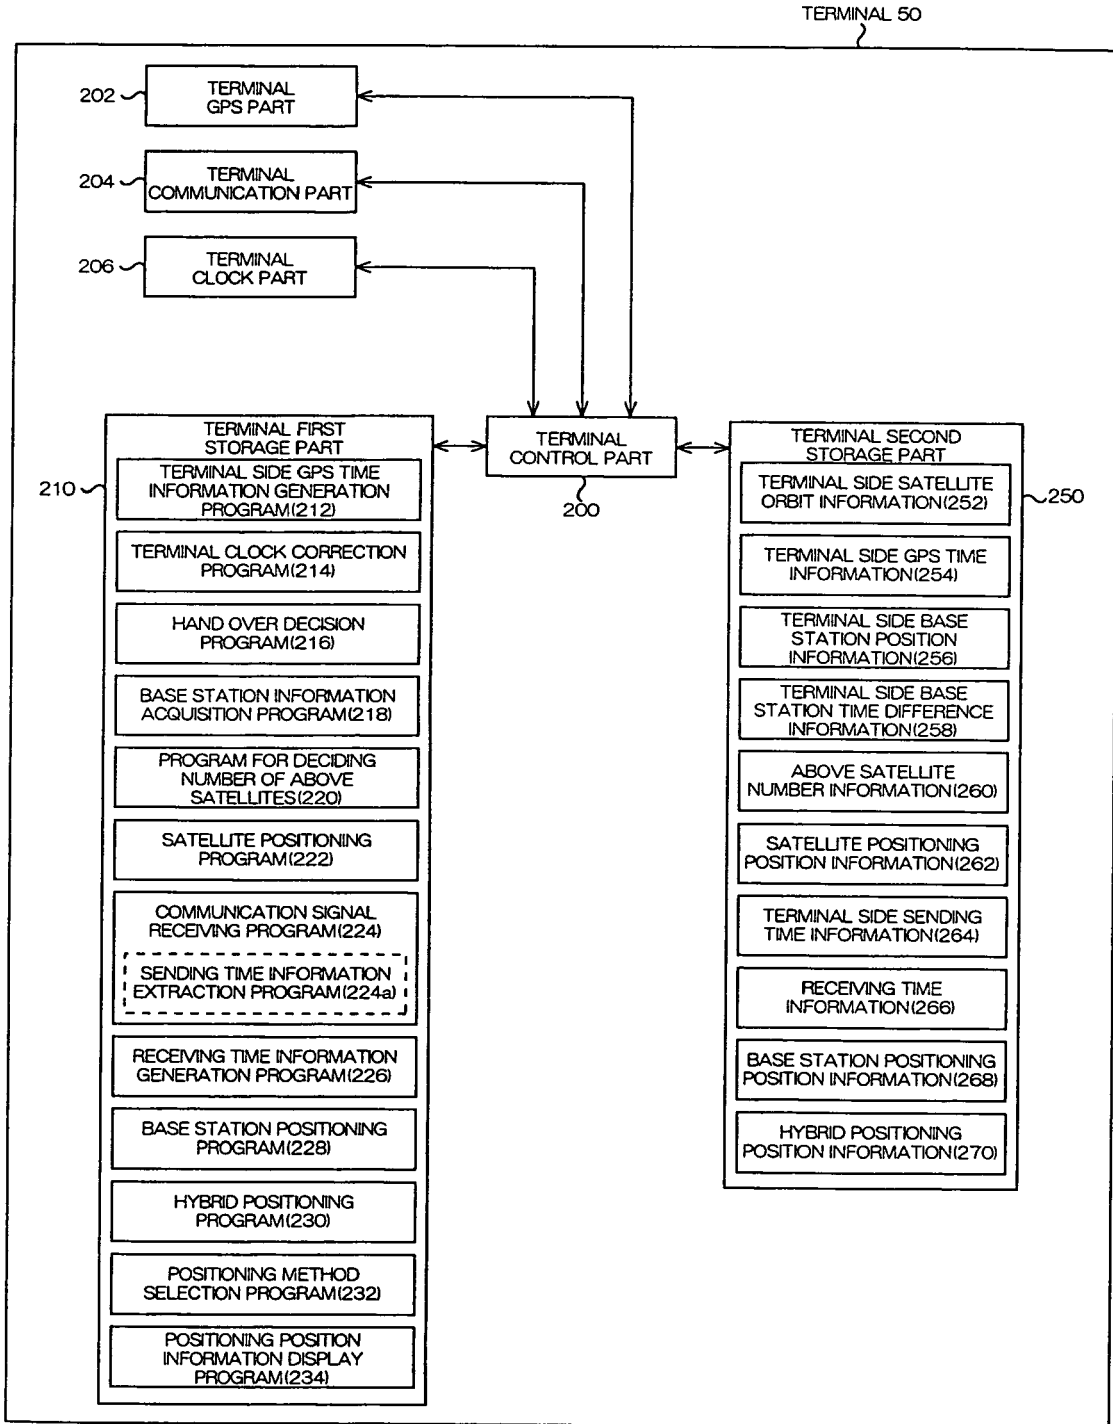 TERMINAL 50
202
TERMINAL
GPS PART
204
TERMINAL
COMMUNICATION PART
206
TERMINAL
CLOCK PART
TERMINAL FIRST
STORAGE PART
210
TERMINAL SIDE GPS TIME
INFORMATION GENERATION
PROGRAM(212)
TERMINAL CLOCK CORRECTION
PROGRAM(214)
HAND OVER DECISION
PROGRAM(216)
BASE STATION INFORMATION
ACQUISITION PROGRAM(218)
PROGRAM FOR DECIDING
NUMBER OF ABOVE
SATELLITES(220)
SATELLITE POSITIONING
PROGRAM(222)
COMMUNICATION SIGNAL
RECEIVING PROGRAM(224)
SENDING TIME INFORMATION
EXTRACTION PROGRAM(224a)
RECEIVING TIME INFORMATION
GENERATION PROGRAM(226)
BASE STATION POSITIONING
PROGRAM(228)
HYBRID POSITIONING
PROGRAM(230)
POSITIONING METHOD
SELECTION PROGRAM(232)
POSITIONING POSITION
INFORMATION DISPLAY
PROGRAM(234)
TERMINAL
CONTROL PART
200
TERMINAL SECOND
STORAGE PART
250
TERMINAL SIDE SATELLITE
ORBIT INFORMATION(252)
TERMINAL SIDE GPS TIME
INFORMATION(254)
TERMINAL SIDE BASE
STATION POSITION
INFORMATION(256)
TERMINAL SIDE BASE
STATION TIME DIFFERENCE
INFORMATION(258)
ABOVE SATELLITE
NUMBER INFORMATION(260)
SATELLITE POSITIONING
POSITION INFORMATION(262)
TERMINAL SIDE SENDING
TIME INFORMATION(264)
RECEIVING TIME
INFORMATION(266)
BASE STATION POSITIONING
POSITION INFORMATION(268)
HYBRID POSITIONING
POSITION INFORMATION(270)